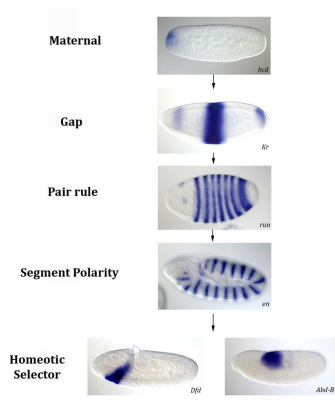 Maternal
bcd
Gap
Kr
Pair rule
run
Segment Polarity
en
Homeotic
Selector
Dfd
Abd-B